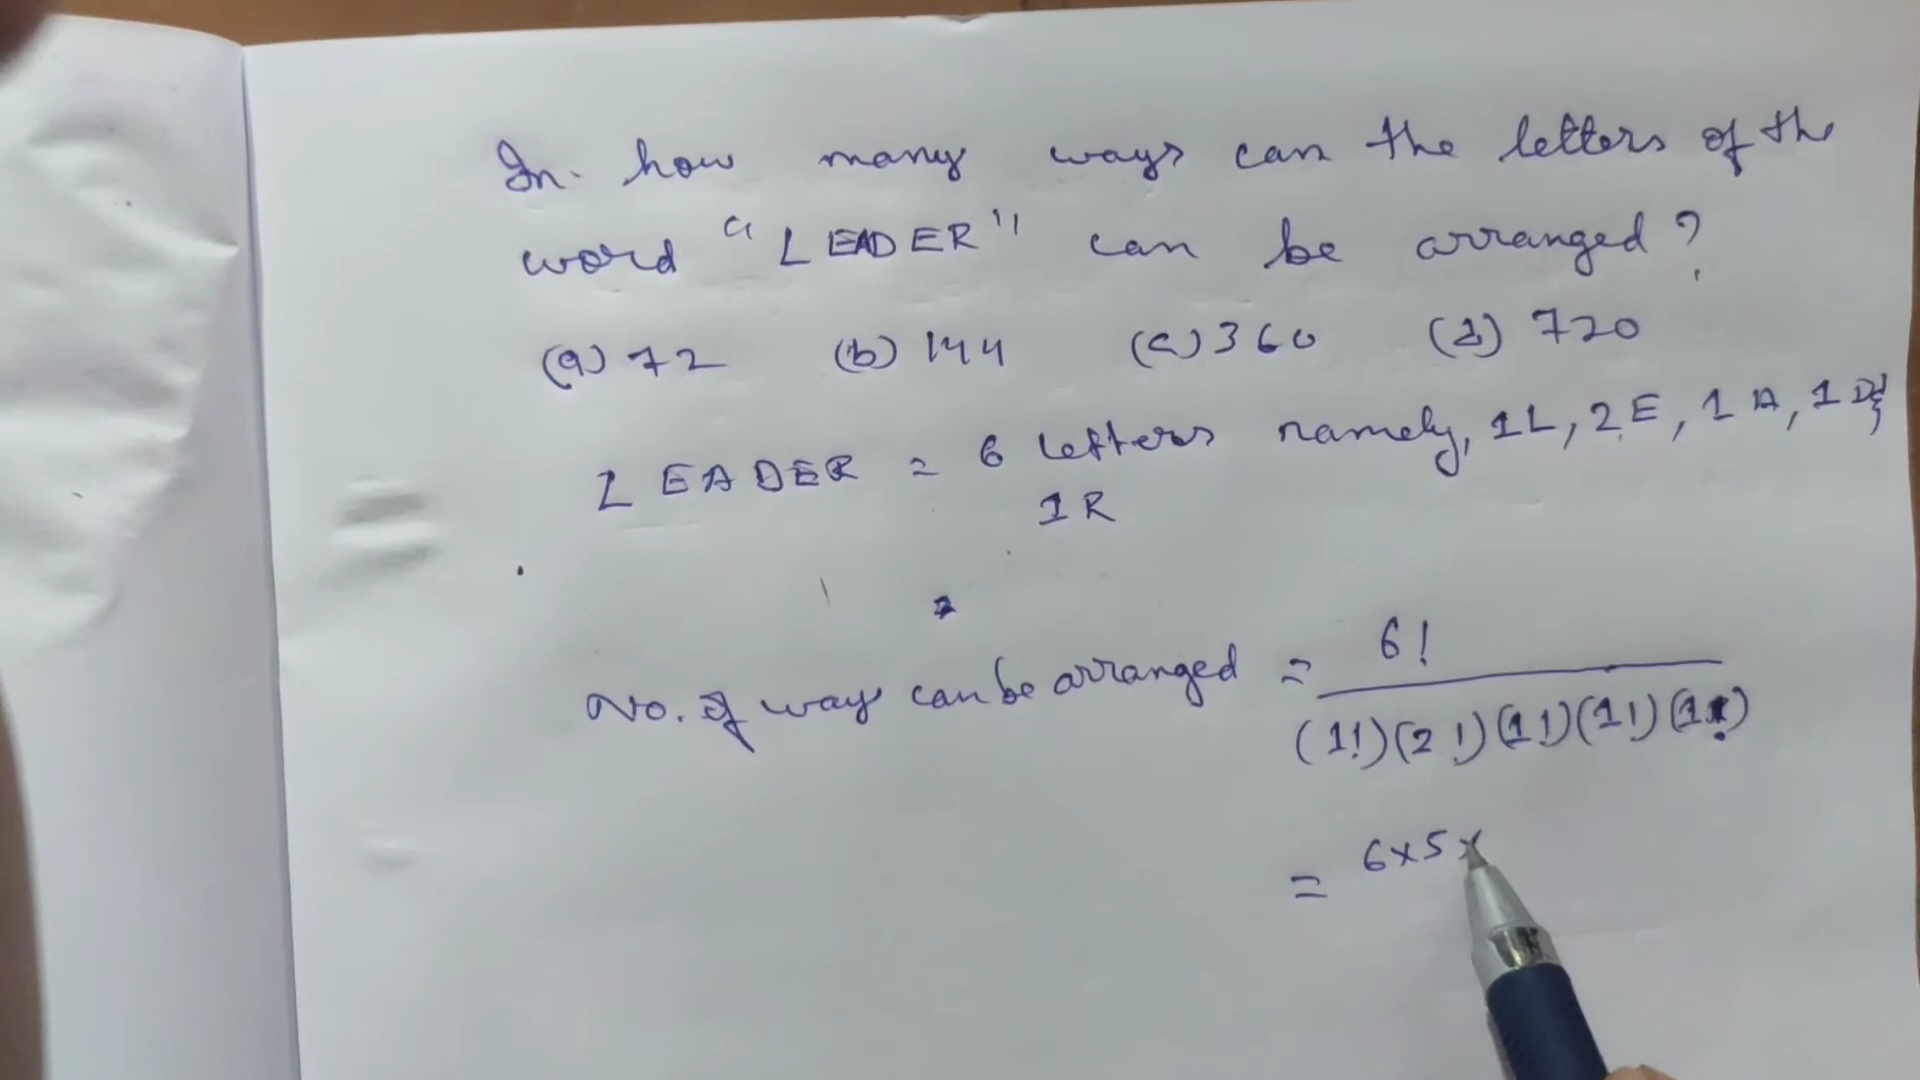 In how many ways can the letters of the
word "LEADER" can be arranged?
(a) 72 (b) 144 (c) 360 (d) 720
LEADER = 6 letters namely, 1L, 2E, 1A, 1D,
1R
No. of way can be arranged = 6!
(1!)(2!)(1!)(1!)(1!)
= 6×5×